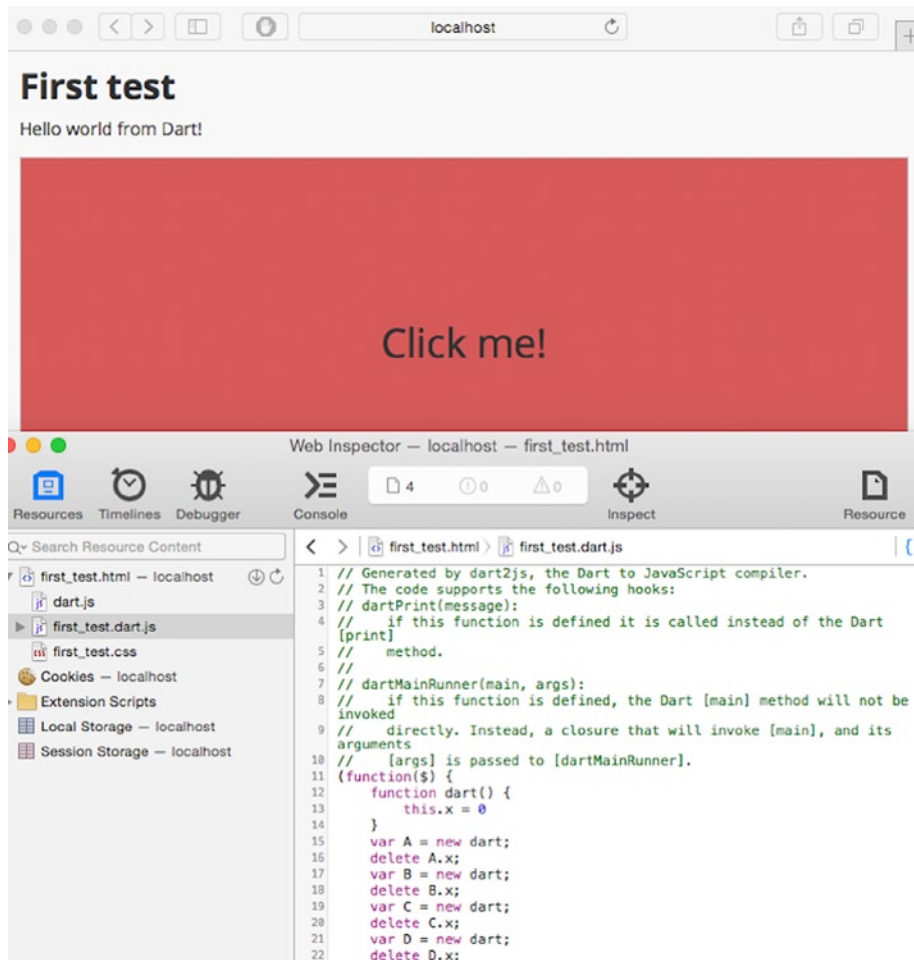 localhost
First test
Hello world from Dart!
Click me!
Web Inspector — localhost — first_test.html
4 0 0
Resources Timelines Debugger Console Inspect Resource
Search Resource Content
first_test.html first_test.dart.js {
first_test.html — localhost
dart.js
first_test.dart.js
first_test.css
Cookies — localhost
Extension Scripts
Local Storage — localhost
Session Storage — localhost
1 // Generated by dart2js, the Dart to JavaScript compiler.
2 // The code supports the following hooks:
3 // dartPrint(message):
4 //    if this function is defined it is called instead of the Dart
[print]
5 //    method.
6 //
7 // dartMainRunner(main, args):
8 //    if this function is defined, the Dart [main] method will not be
invoked
9 //    directly. Instead, a closure that will invoke [main], and its
arguments
10 //    [args] is passed to [dartMainRunner].
11 (function($) {
12     function dart() {
13         this.x = 0
14     }
15     var A = new dart;
16     delete A.x;
17     var B = new dart;
18     delete B.x;
19     var C = new dart;
20     delete C.x;
21     var D = new dart;
22     delete D.x;